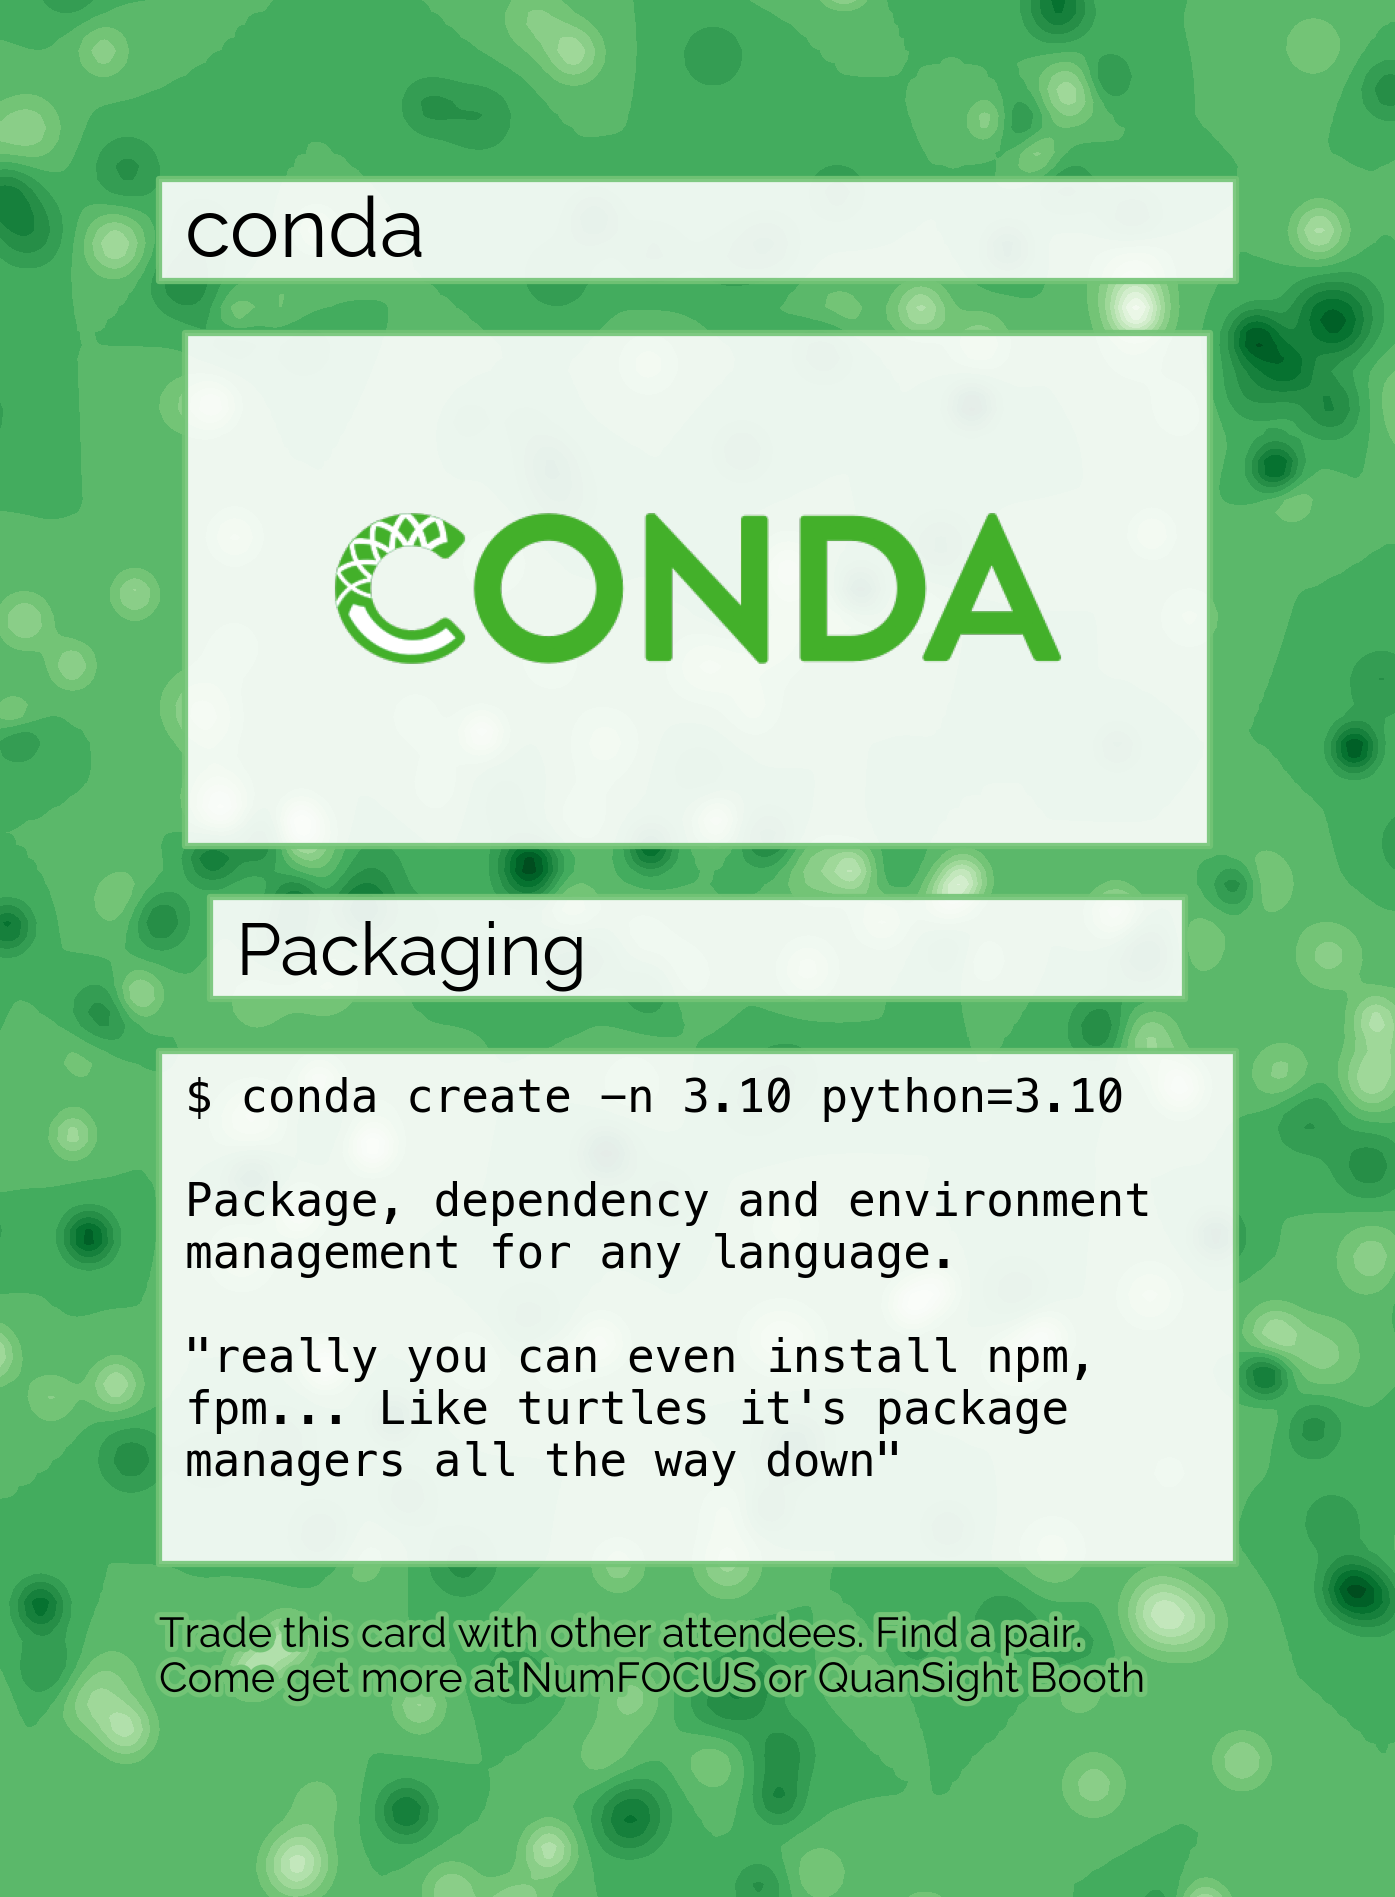 conda
CONDA
Packaging
$ conda create -n 3.10 python=3.10
Package, dependency and environment
management for any language.
"really you can even install npm,
fpm... Like turtles it's package
managers all the way down"
Trade this card with other attendees. Find a pair.
Come get more at NumFOCUS or QuanSight Booth